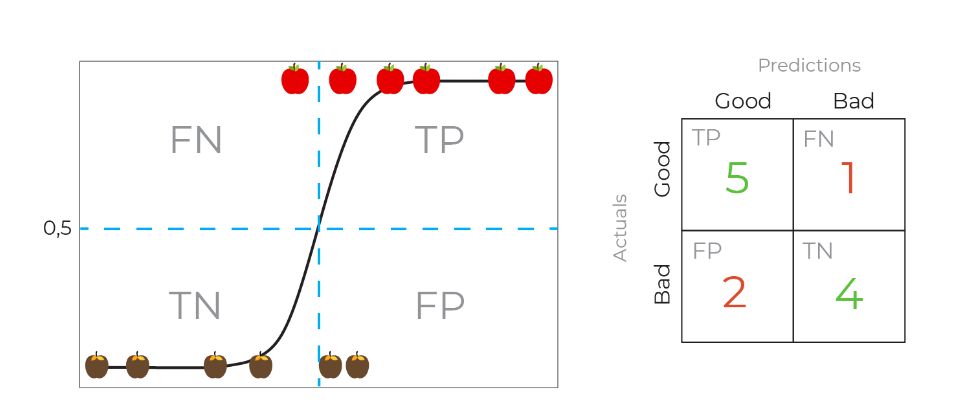 FN
TP
0,5
TN
FP
Predictions
Good
Bad
Actuals
Good
Bad
TP
5
FN
1
FP
2
TN
4